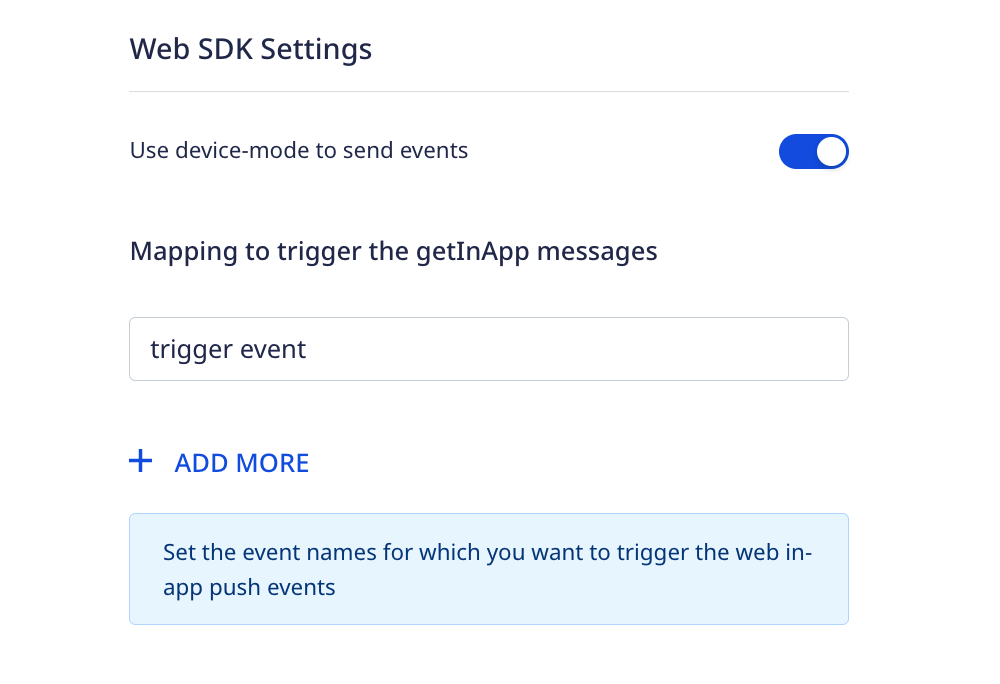 Web SDK Settings
Use device-mode to send events
Mapping to trigger the getInApp messages
trigger event
+ ADD MORE
Set the event names for which you want to trigger the web in-
app push events